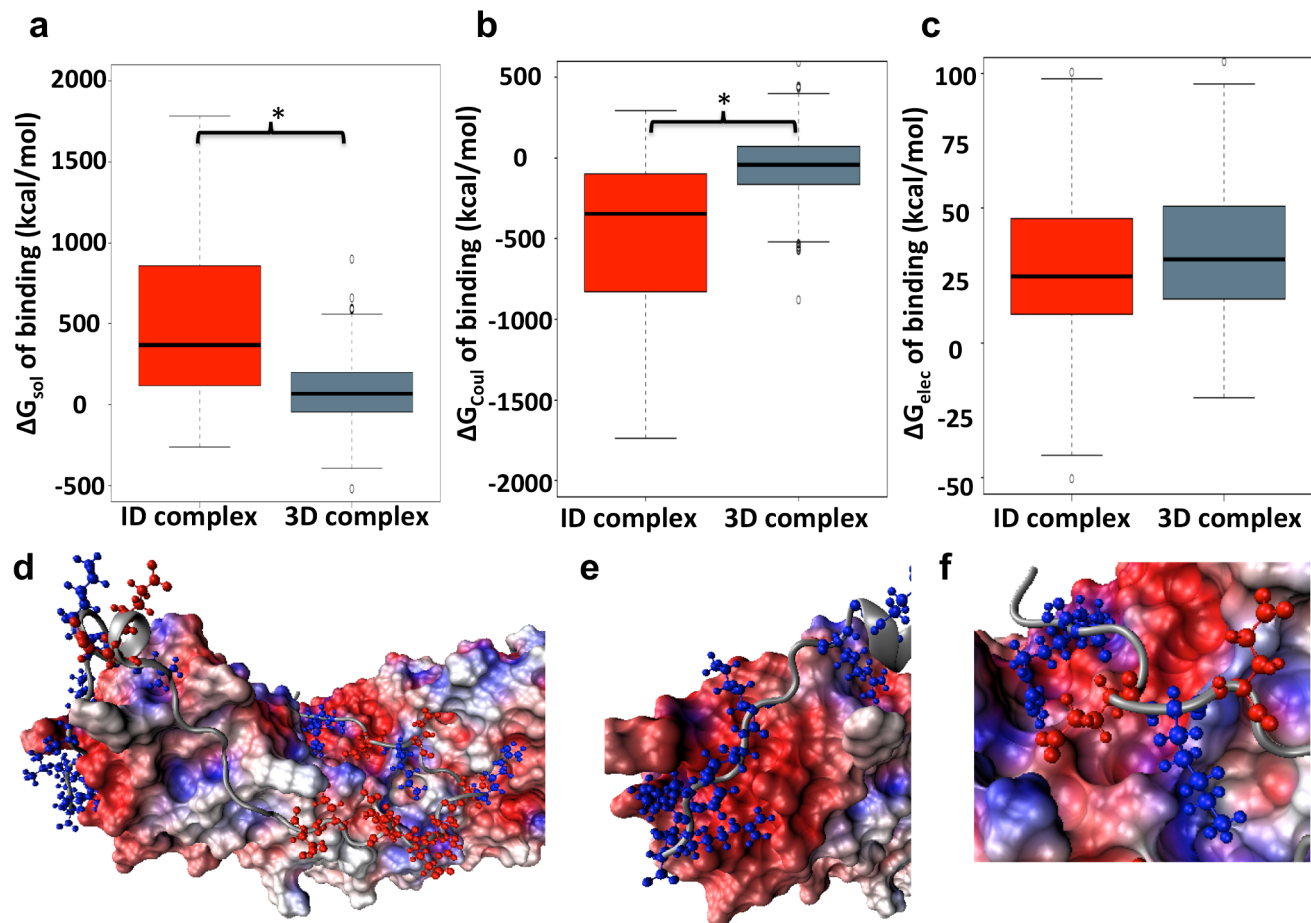 a
ΔGsol of binding (kcal/mol)
2000
1500
1000
500
0
-500
*
ID complex 3D complex
b
ΔGCoul of binding (kcal/mol)
500
0
-500
-1000
-1500
-2000
*
ID complex 3D complex
c
ΔGelec of binding (kcal/mol)
100
75
50
25
0
-25
-50
ID complex 3D complex
d
e
f